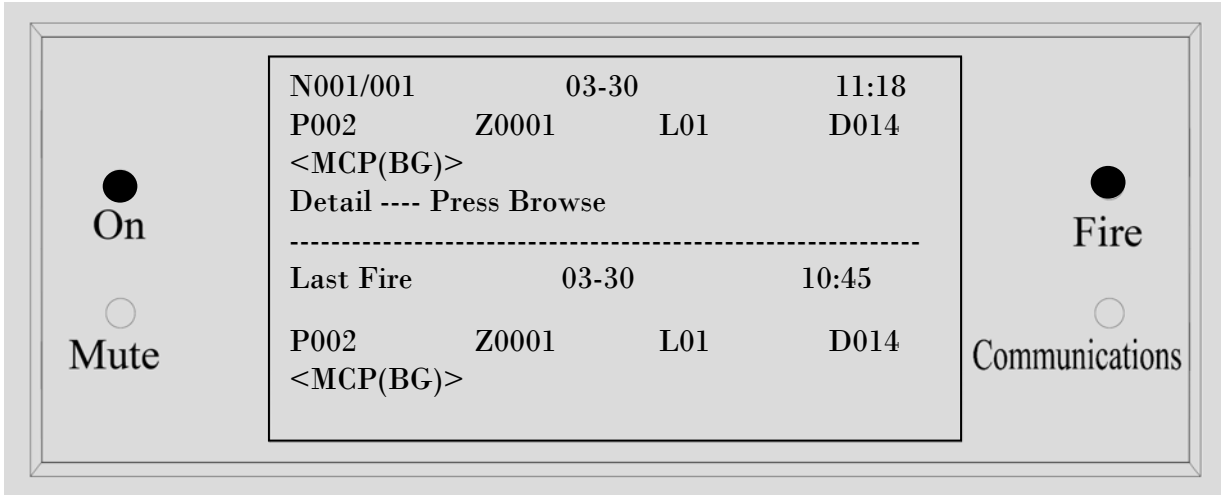 N001/001 03-30 11:18
P002 Z0001 L01 D014
<MCP(BG)>
Detail ---- Press Browse
-------------------------------------------------------------
Last Fire 03-30 10:45
P002 Z0001 L01 D014
<MCP(BG)>
On
Mute
Fire
Communications